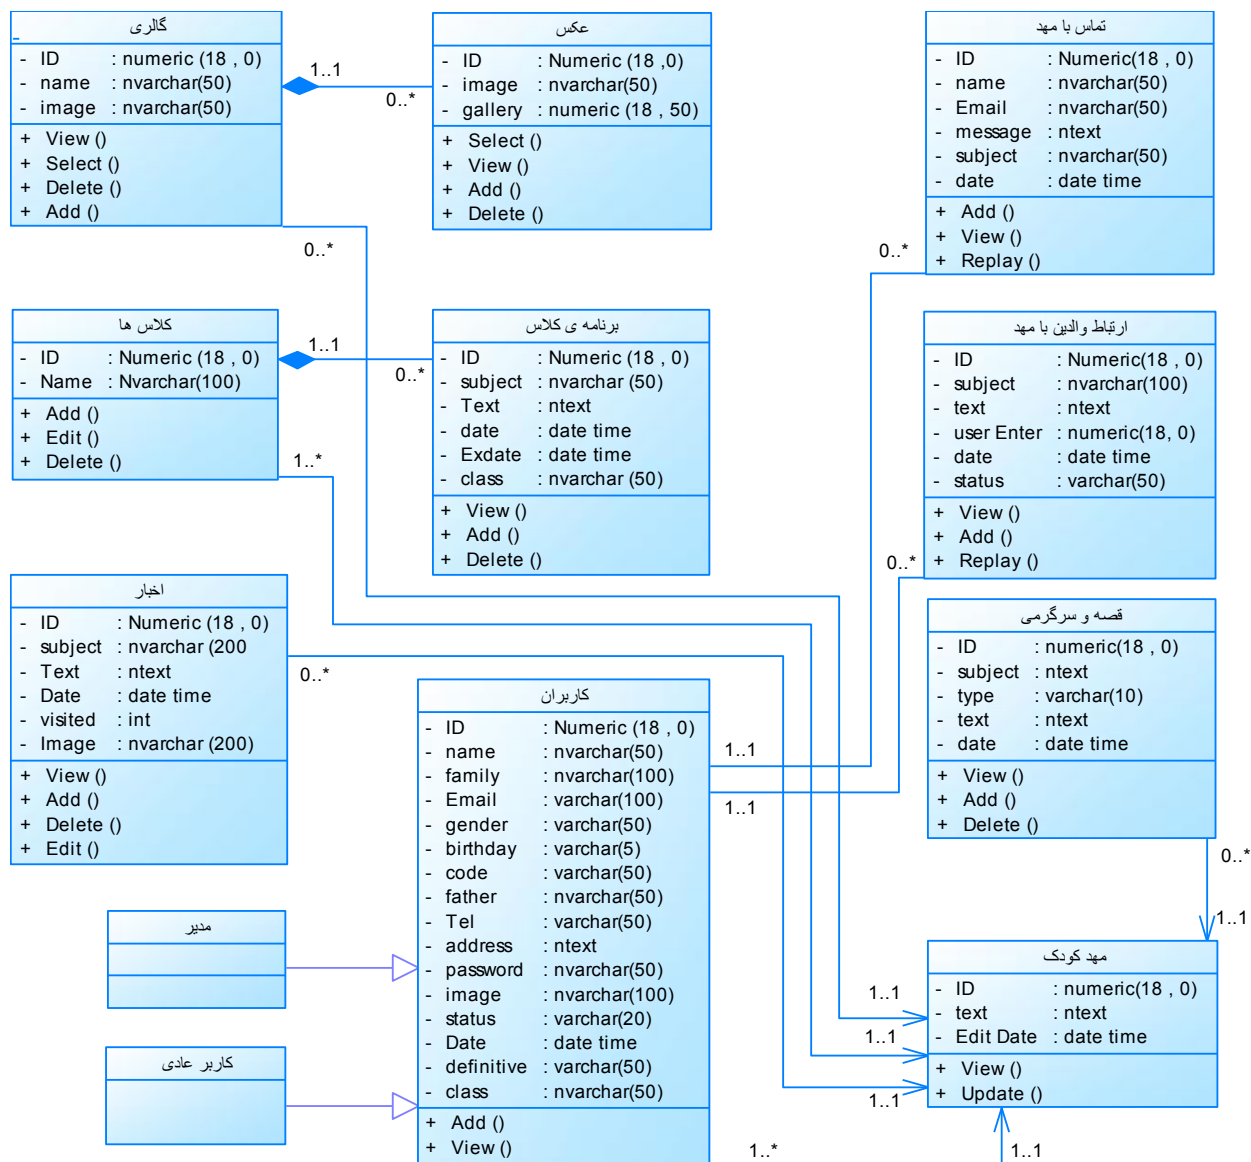 گالری
- ID : numeric (18 , 0)
- name : nvarchar(50)
- image : nvarchar(50)
+ View ()
+ Select ()
+ Delete ()
+ Add ()
1..1
0..*
عکس
- ID : Numeric (18 ,0)
- image : nvarchar(50)
- gallery : numeric (18 , 50)
+ Select ()
+ View ()
+ Add ()
+ Delete ()
تماس با مهد
- ID : Numeric(18 , 0)
- name : nvarchar(50)
- Email : nvarchar(50)
- message : ntext
- subject : nvarchar(50)
- date : date time
+ Add ()
+ View ()
+ Replay ()
0..*
0..*
کلاس ها
- ID : Numeric (18 , 0)
- Name : Nvarchar(100)
+ Add ()
+ Edit ()
+ Delete ()
1..1
0..*
1..*
برنامه ی کلاس
- ID : Numeric (18 , 0)
- subject : nvarchar (50)
- Text : ntext
- date : date time
- Exdate : date time
- class : nvarchar (50)
+ View ()
+ Add ()
+ Delete ()
ارتباط والدین با مهد
- ID : Numeric(18 , 0)
- subject : nvarchar(100)
- text : ntext
- user Enter : numeric(18, 0)
- date : date time
- status : varchar(50)
+ View ()
+ Add ()
+ Replay ()
0..*
اخبار
- ID : Numeric (18 , 0)
- subject : nvarchar (200
- Text : ntext
- Date : date time
- visited : int
- Image : nvarchar (200)
+ View ()
+ Add ()
+ Delete ()
+ Edit ()
0..*
کاربران
- ID : Numeric (18 , 0)
- name : nvarchar(50)
- family : nvarchar(100)
- Email : varchar(100)
- gender : varchar(50)
- birthday : varchar(5)
- code : varchar(50)
- father : nvarchar(50)
- Tel : varchar(50)
- address : ntext
- password : nvarchar(50)
- image : nvarchar(100)
- status : varchar(20)
- Date : date time
- definitive : varchar(50)
- class : nvarchar(50)
+ Add ()
+ View ()
1..1
1..1
قصه و سرگرمی
- ID : numeric(18 , 0)
- subject : ntext
- type : varchar(10)
- text : ntext
- date : date time
+ View ()
+ Add ()
+ Delete ()
0..*
1..1
مدیر
کاربر عادی
مهد کودک
- ID : numeric(18 , 0)
- text : ntext
- Edit Date : date time
+ View ()
+ Update ()
1..1
1..1
1..1
1..*
1..1